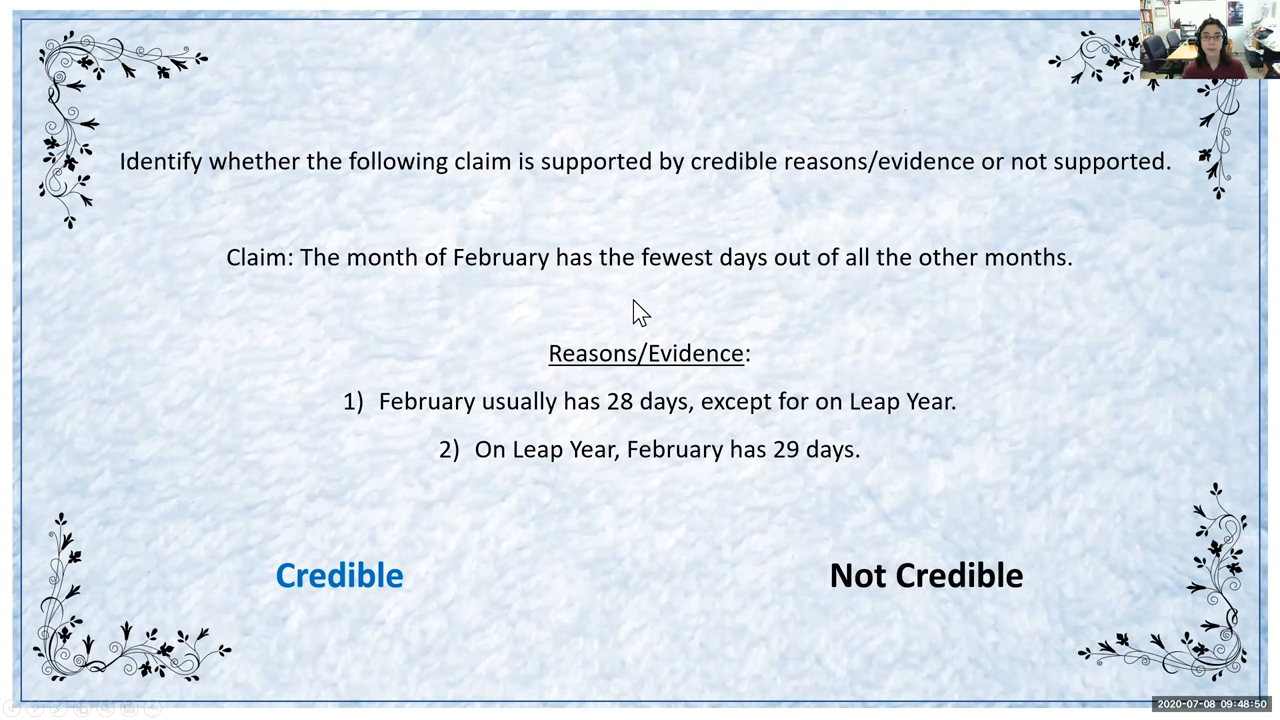 Identify whether the following claim is supported by credible reasons/evidence or not supported.
Claim: The month of February has the fewest days out of all the other months.
Reasons/Evidence:
1) February usually has 28 days, except for on Leap Year.
2) On Leap Year, February has 29 days.
Credible
Not Credible
2020-07-08 09:48:50